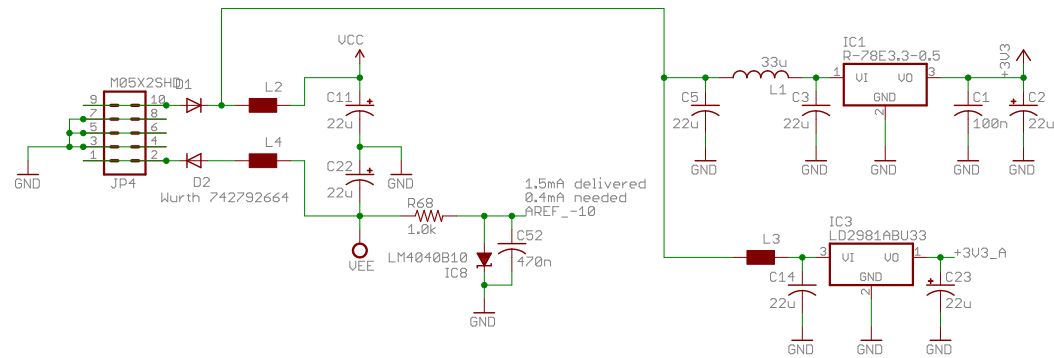 M05X2SHD
D1
9
10
7
8
5
6
3
4
1
2
JP4
GND
L2
L4
D2
Wurth 742792664
VCC
C11
22u
C22
22u
GND
VEE
R68
1.0k
1.5mA delivered
0.4mA needed
AREF_-10
LM4040B10
IC8
C52
470n
GND
C5
22u
GND
33u
L1
C3
22u
GND
IC1
R-78E3.3-0.5
1
VI
VO
3
GND
2
GND
C1
100n
GND
+3V3
C2
22u
GND
L3
C14
22u
GND
IC3
LD2981ABU33
3
VI
VO
1
GND
2
GND
+3V3_A
C23
22u
GND